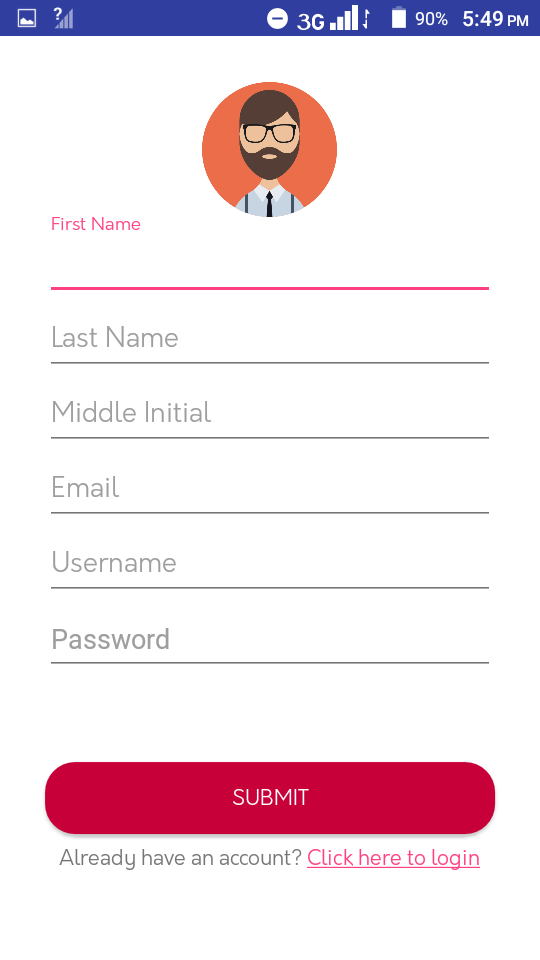 ? 3G 90% 5:49 PM
First Name
Last Name
Middle Initial
Email
Username
Password
SUBMIT
Already have an account? Click here to login